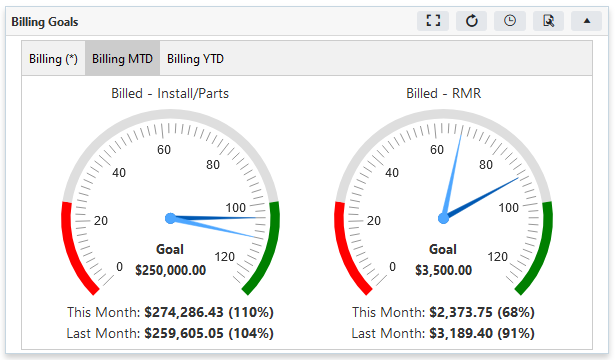 Billing Goals
Billing (*) Billing MTD Billing YTD
Billed - Install/Parts
0
20
40
60
80
100
120
Goal
$250,000.00
This Month: $274,286.43 (110%)
Last Month: $259,605.05 (104%)
Billed - RMR
0
20
40
60
80
100
120
Goal
$3,500.00
This Month: $2,373.75 (68%)
Last Month: $3,189.40 (91%)